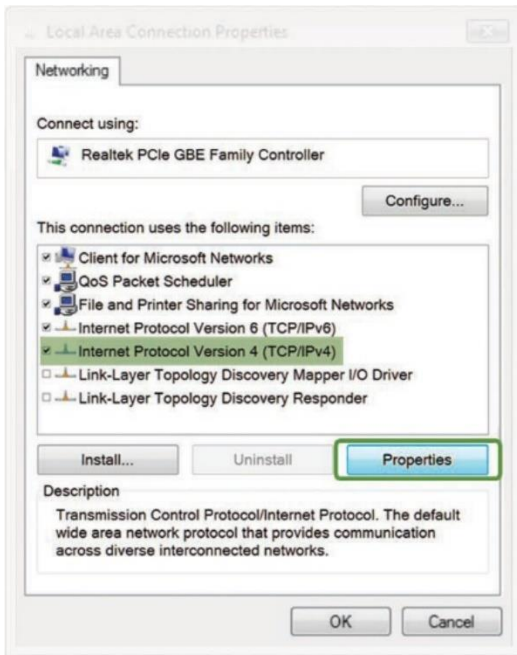 Local Area Connection Properties
Networking
Connect using:
Realtek PCIe GBE Family Controller
Configure...
This connection uses the following items:
Client for Microsoft Networks
QoS Packet Scheduler
File and Printer Sharing for Microsoft Networks
Internet Protocol Version 6 (TCP/IPv6)
Internet Protocol Version 4 (TCP/IPv4)
Link-Layer Topology Discovery Mapper I/O Driver
Link-Layer Topology Discovery Responder
Install... Uninstall Properties
Description
Transmission Control Protocol/Internet Protocol. The default
wide area network protocol that provides communication
across diverse interconnected networks.
OK Cancel